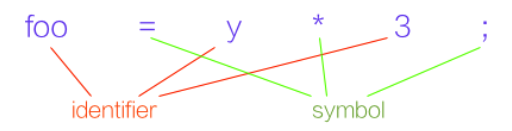 foo = y * 3 ;
identifier symbol